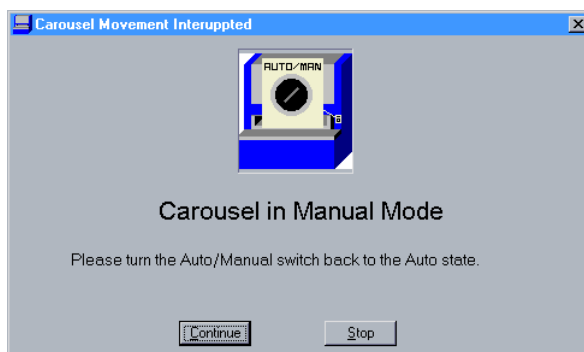 Carousel Movement Interuppted
AUTO/MAN
Carousel in Manual Mode
Please turn the Auto/Manual switch back to the Auto state.
Continue
Stop